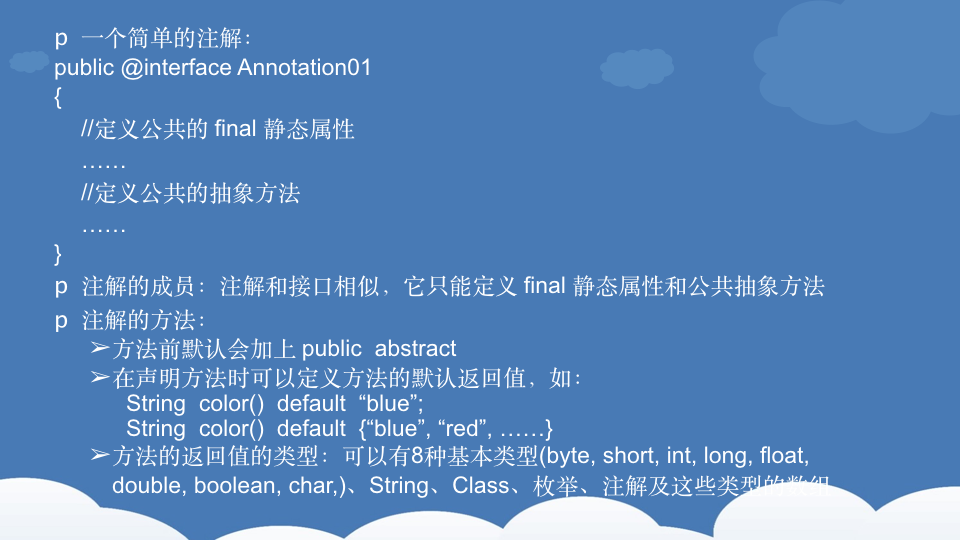 p 一个简单的注解：
public @interface Annotation01
{
//定义公共的 final 静态属性
……
//定义公共的抽象方法
……
}
p 注解的成员：注解和接口相似，它只能定义 final 静态属性和公共抽象方法
p 注解的方法：
➢方法前默认会加上 public abstract
➢在声明方法时可以定义方法的默认返回值，如：
String color() default “blue”;
String color() default {“blue”, “red”, ……}
➢方法的返回值的类型：可以有8种基本类型(byte, short, int, long, float,
double, boolean, char,)、String、Class、枚举、注解及这些类型的数组